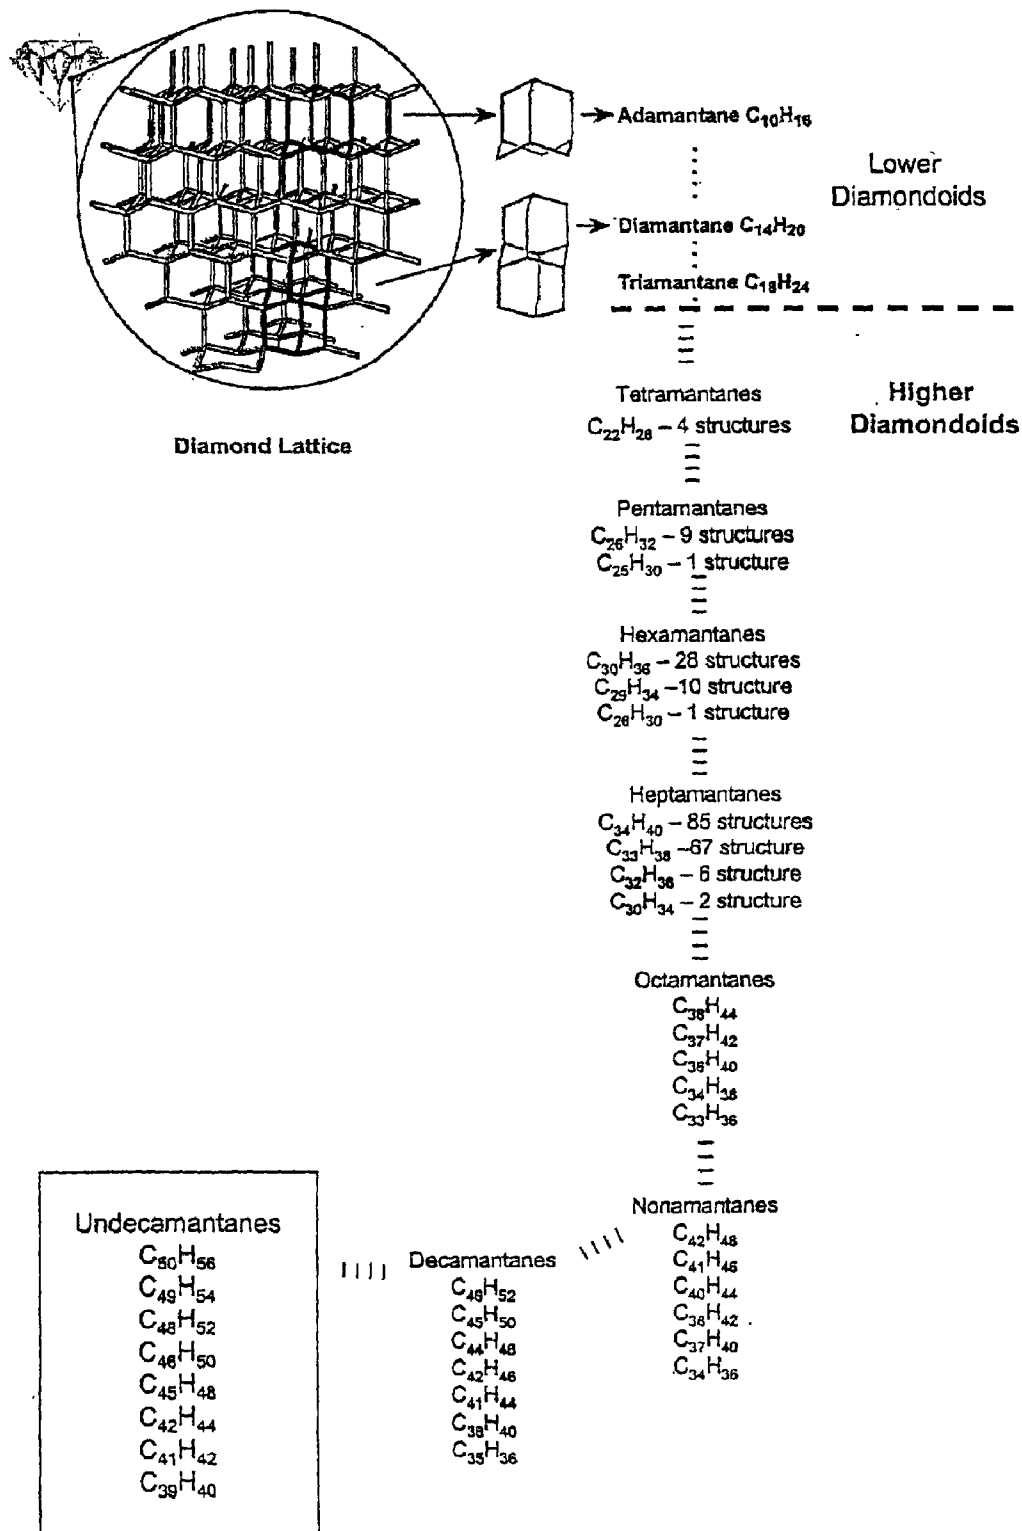 Adamantane C₁₀H₁₆
Lower
Diamondoids
Diamantane C₁₄H₂₀
Triamantane C₁₈H₂₄
Diamond Lattice
Higher
Diamondoids
Tetramantanes
C₂₂H₂₈ – 4 structures
Pentamantanes
C₂₆H₃₂ – 9 structures
C₂₅H₃₀ – 1 structure
Hexamantanes
C₃₀H₃₆ – 28 structures
C₂₉H₃₄ –10 structure
C₂₆H₃₀ – 1 structure
Heptamantanes
C₃₄H₄₀ – 85 structures
C₃₃H₃₈ –67 structure
C₃₂H₃₆ – 6 structure
C₃₀H₃₄ – 2 structure
Octamantanes
C₃₈H₄₄
C₃₇H₄₂
C₃₆H₄₀
C₃₄H₃₈
C₃₃H₃₆
Nonamantanes
C₄₂H₄₈
C₄₁H₄₆
C₄₀H₄₄
C₃₈H₄₂
C₃₇H₄₀
C₃₄H₃₆
Decamantanes
C₄₆H₅₂
C₄₅H₅₀
C₄₄H₄₈
C₄₂H₄₆
C₄₁H₄₄
C₃₈H₄₀
C₃₅H₃₆
Undecamantanes
C₅₀H₅₆
C₄₉H₅₄
C₄₈H₅₂
C₄₆H₅₀
C₄₅H₄₈
C₄₂H₄₄
C₄₁H₄₂
C₃₉H₄₀